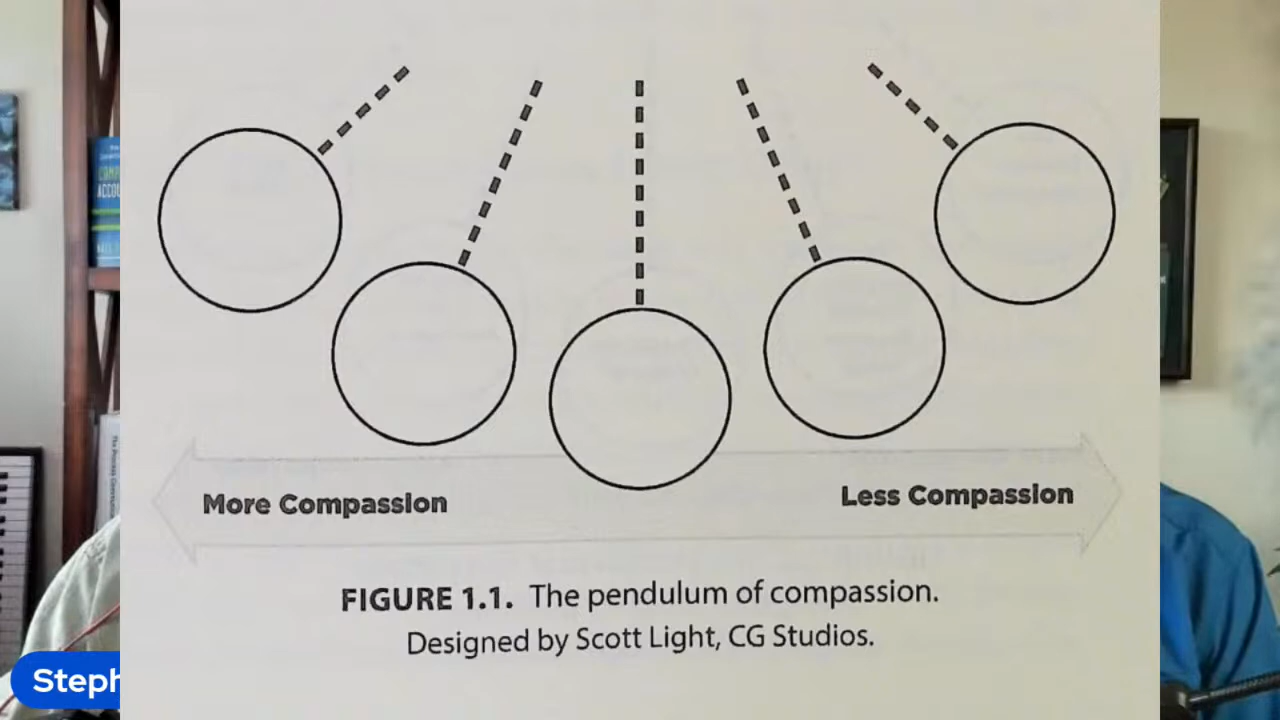 More Compassion
Less Compassion
FIGURE 1.1. The pendulum of compassion.
Designed by Scott Light, CG Studios.
Steph